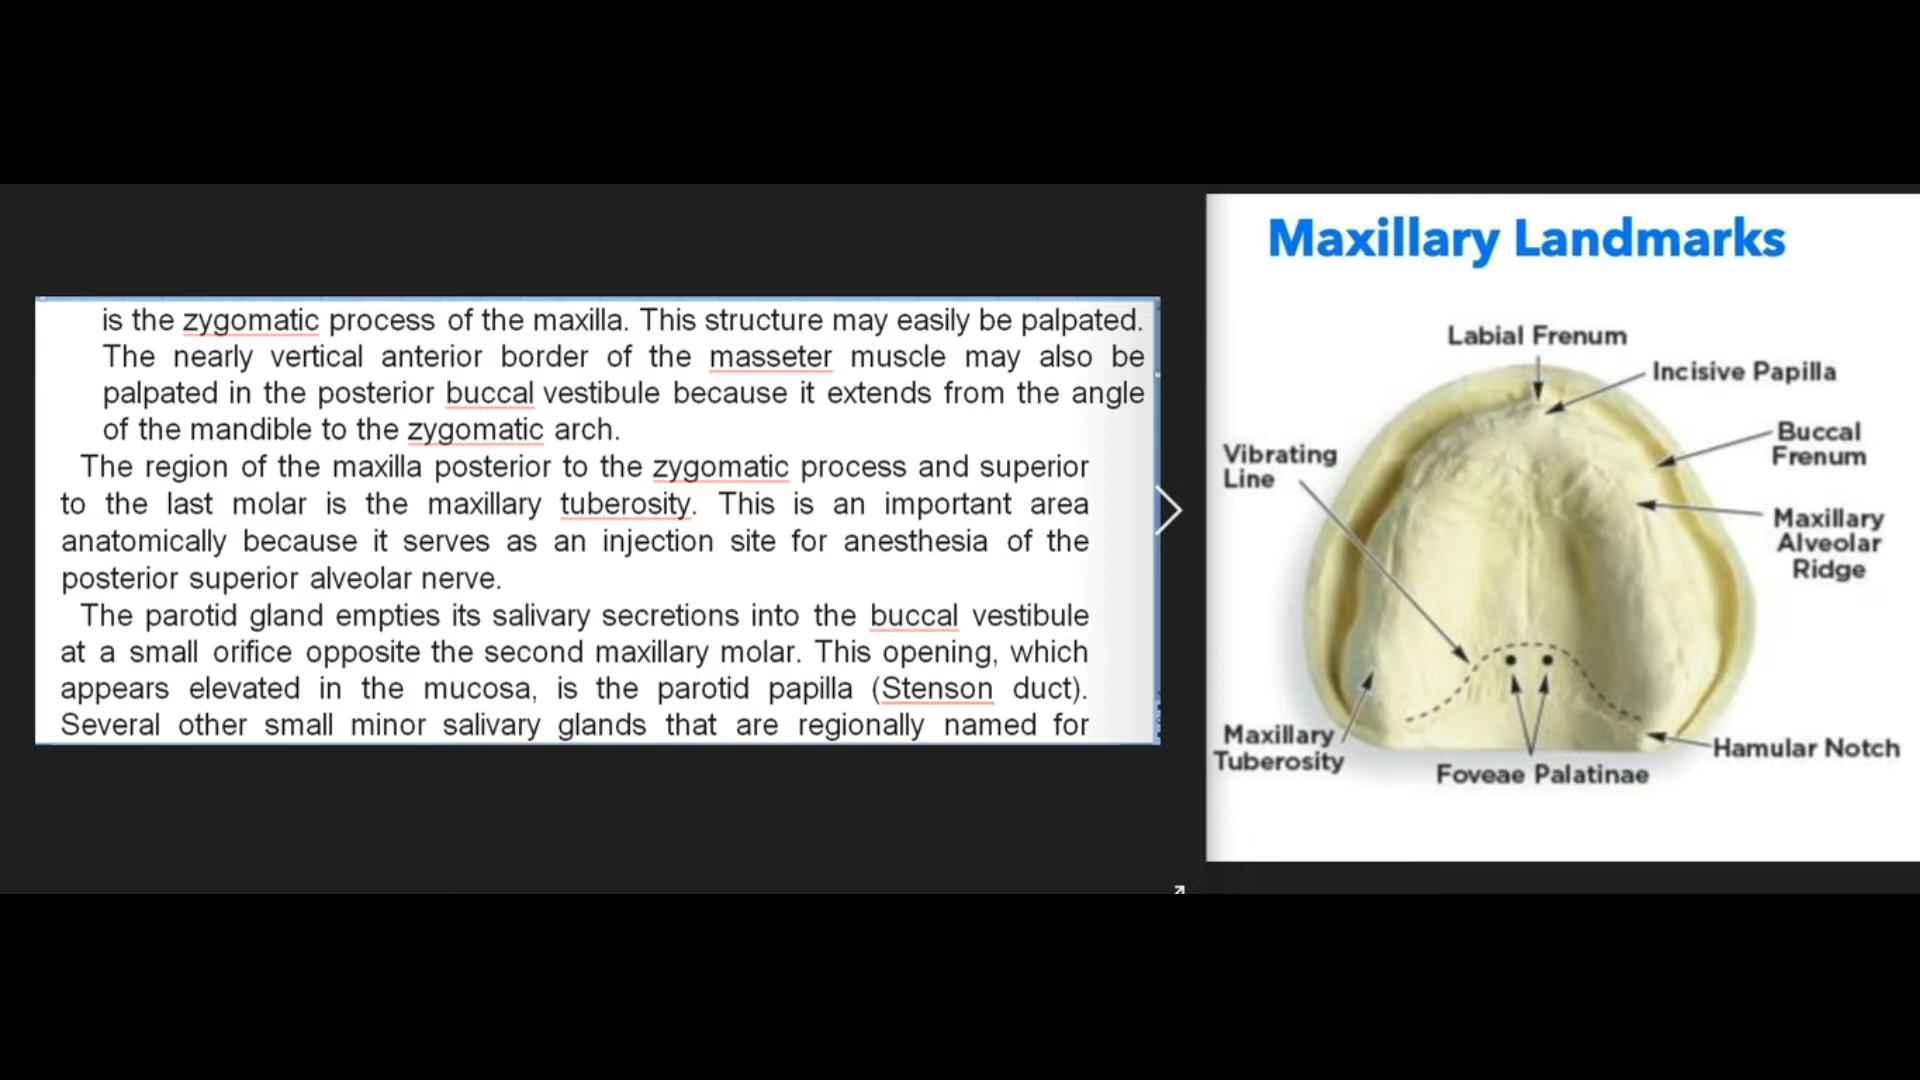 is the zygomatic process of the maxilla. This structure may easily be palpated.
The nearly vertical anterior border of the masseter muscle may also be
palpated in the posterior buccal vestibule because it extends from the angle
of the mandible to the zygomatic arch.
The region of the maxilla posterior to the zygomatic process and superior
to the last molar is the maxillary tuberosity. This is an important area
anatomically because it serves as an injection site for anesthesia of the
posterior superior alveolar nerve.
The parotid gland empties its salivary secretions into the buccal vestibule
at a small orifice opposite the second maxillary molar. This opening, which
appears elevated in the mucosa, is the parotid papilla (Stenson duct).
Several other small minor salivary glands that are regionally named for
Maxillary Landmarks
Labial Frenum
Incisive Papilla
Buccal
Frenum
Vibrating
Line
Maxillary
Alveolar
Ridge
Maxillary
Tuberosity
Foveae Palatinae
Hamular Notch